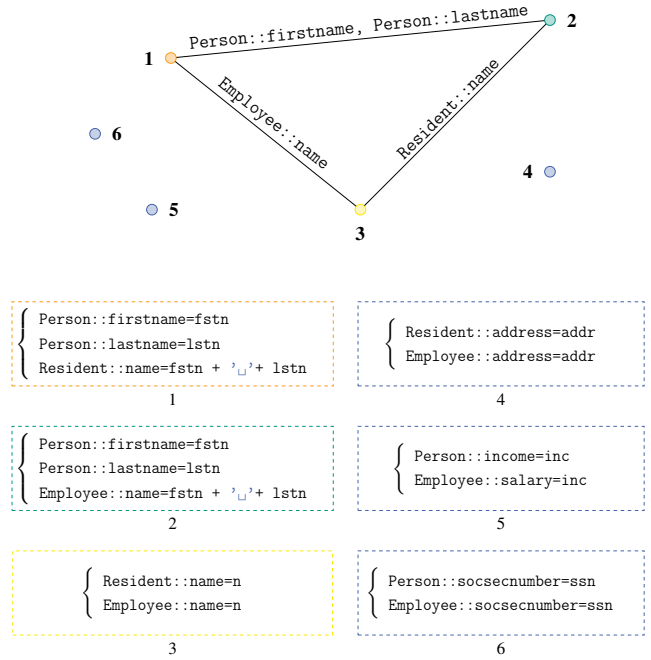 Person::firstname, Person::lastname
2
1
Employee::name
Resident::name
6
4
5
3
Person::firstname=fstn
Person::lastname=lstn
Resident::name=fstn + '␣'+ lstn
1
Resident::address=addr
Employee::address=addr
4
Person::firstname=fstn
Person::lastname=lstn
Employee::name=fstn + '␣'+ lstn
2
Person::income=inc
Employee::salary=inc
5
Resident::name=n
Employee::name=n
3
Person::socsecnumber=ssn
Employee::socsecnumber=ssn
6